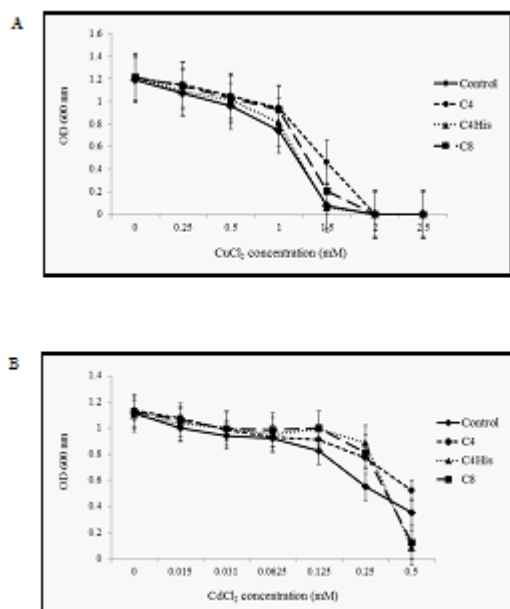 A
OD 600 nm
1.6
1.4
1.2
1
0.8
0.6
0.4
0.2
0
0 0.25 0.5 1 1.5 2 2.5
CuCl2 concentration (mM)
Control
C4
C4His
C8
B
OD 600 nm
1.4
1.2
1
0.8
0.6
0.4
0.2
0
0 0.015 0.031 0.0625 0.125 0.25 0.5
CdCl2 concentration (mM)
Control
C4
C4His
C8